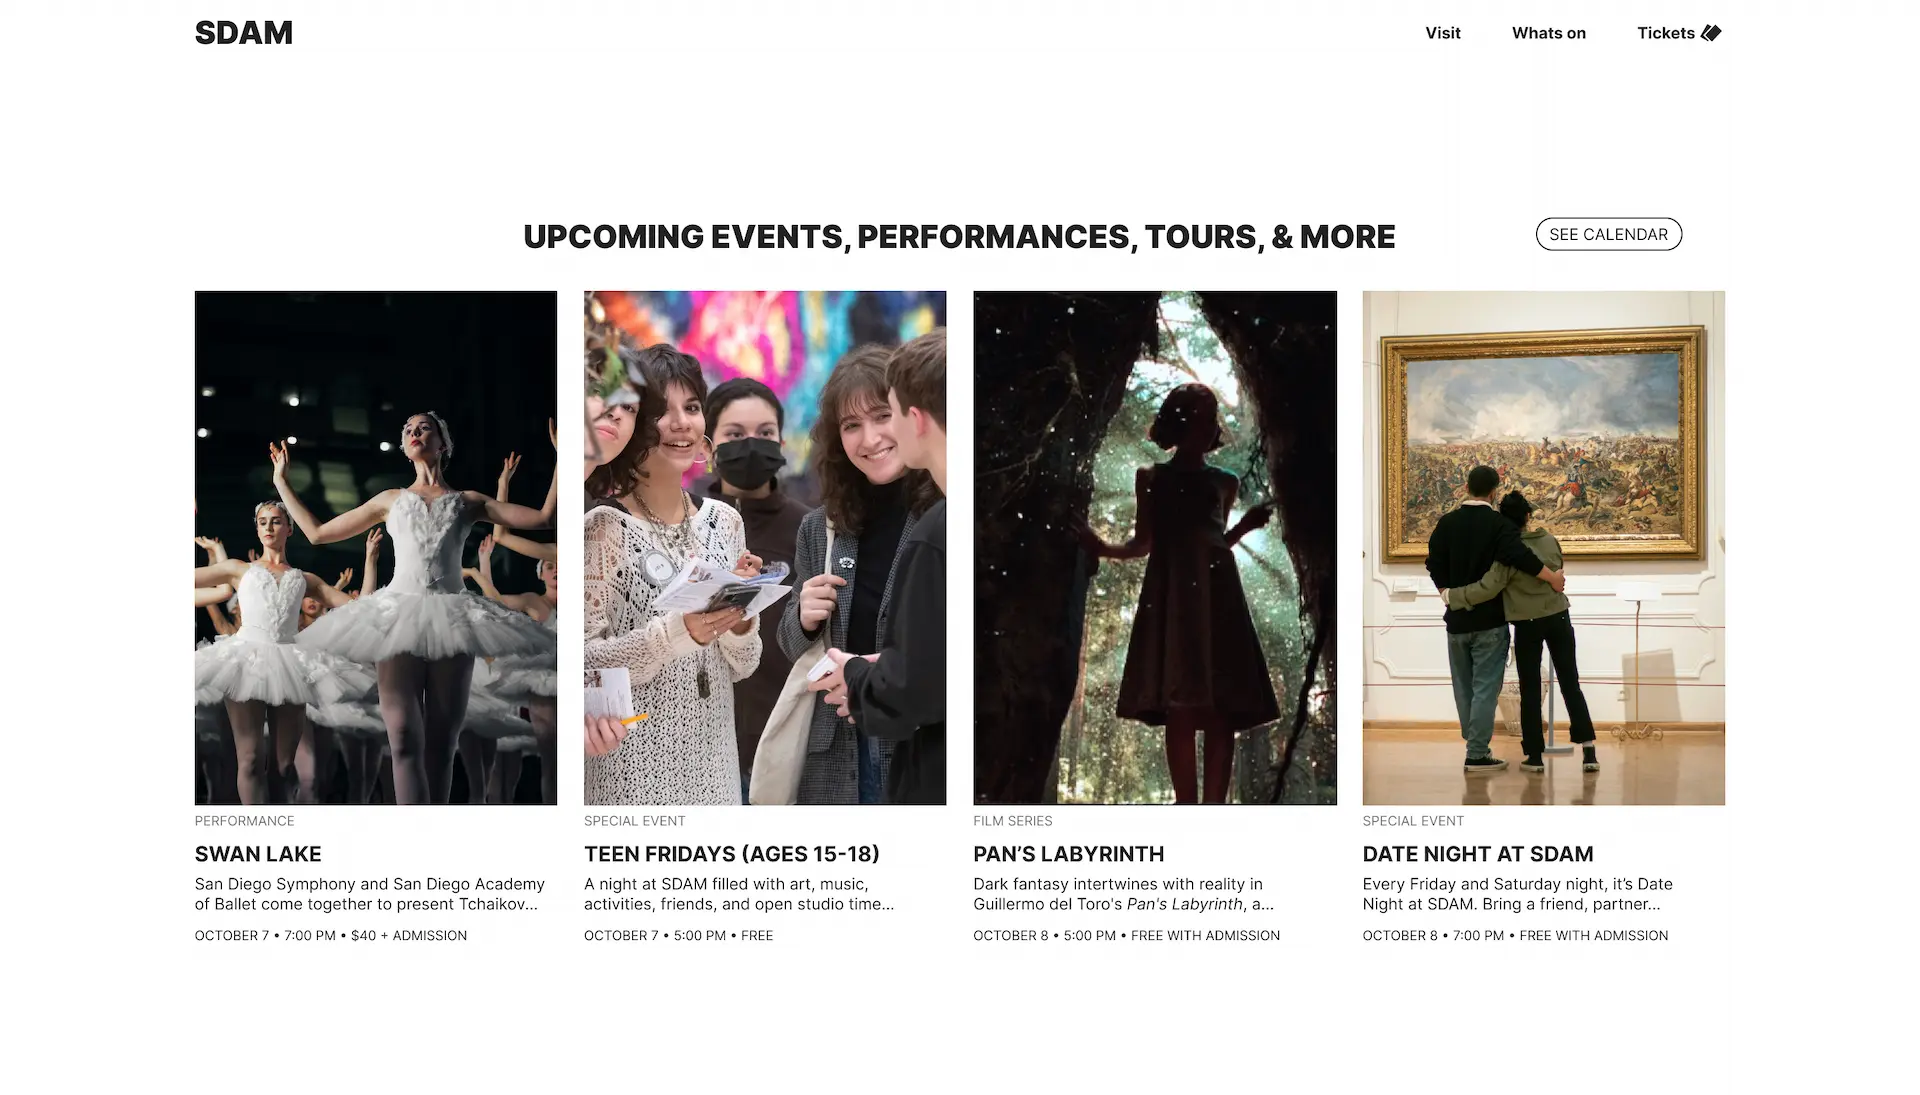 SDAM
Visit
Whats on
Tickets
UPCOMING EVENTS, PERFORMANCES, TOURS, & MORE
SEE CALENDAR
PERFORMANCE
SWAN LAKE
San Diego Symphony and San Diego Academy
of Ballet come together to present Tchaikov...
OCTOBER 7 • 7:00 PM • $40 + ADMISSION
SPECIAL EVENT
TEEN FRIDAYS (AGES 15-18)
A night at SDAM filled with art, music,
activities, friends, and open studio time...
OCTOBER 7 • 5:00 PM • FREE
FILM SERIES
PAN’S LABYRINTH
Dark fantasy intertwines with reality in
Guillermo del Toro's Pan's Labyrinth, a...
OCTOBER 8 • 5:00 PM • FREE WITH ADMISSION
SPECIAL EVENT
DATE NIGHT AT SDAM
Every Friday and Saturday night, it’s Date
Night at SDAM. Bring a friend, partner...
OCTOBER 8 • 7:00 PM • FREE WITH ADMISSION